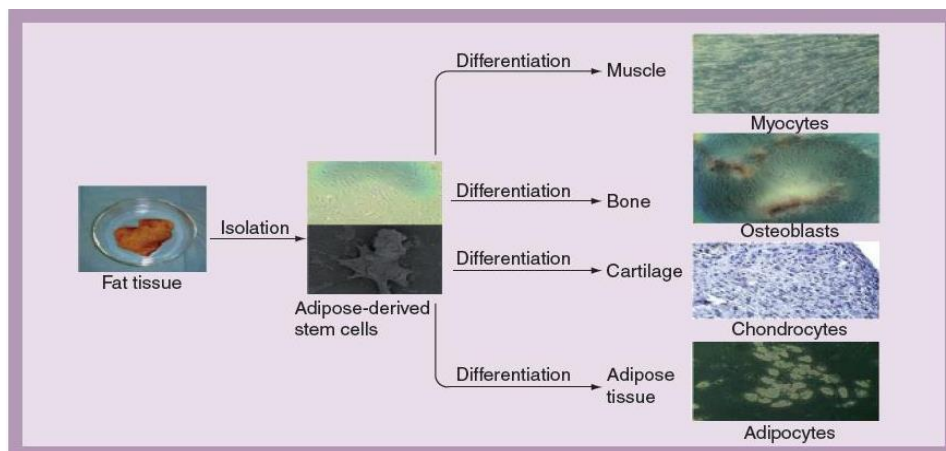 Differentiation
Muscle
Myocytes
Differentiation
Bone
Osteoblasts
Isolation
Fat tissue
Adipose-derived
stem cells
Differentiation
Cartilage
Chondrocytes
Differentiation
Adipose
tissue
Adipocytes